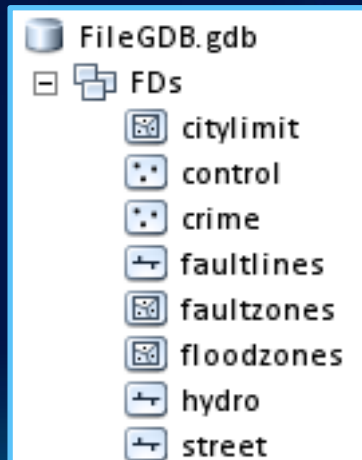 FileGDB.gdb
FDs
citylimit
control
crime
faultlines
faultzones
floodzones
hydro
street